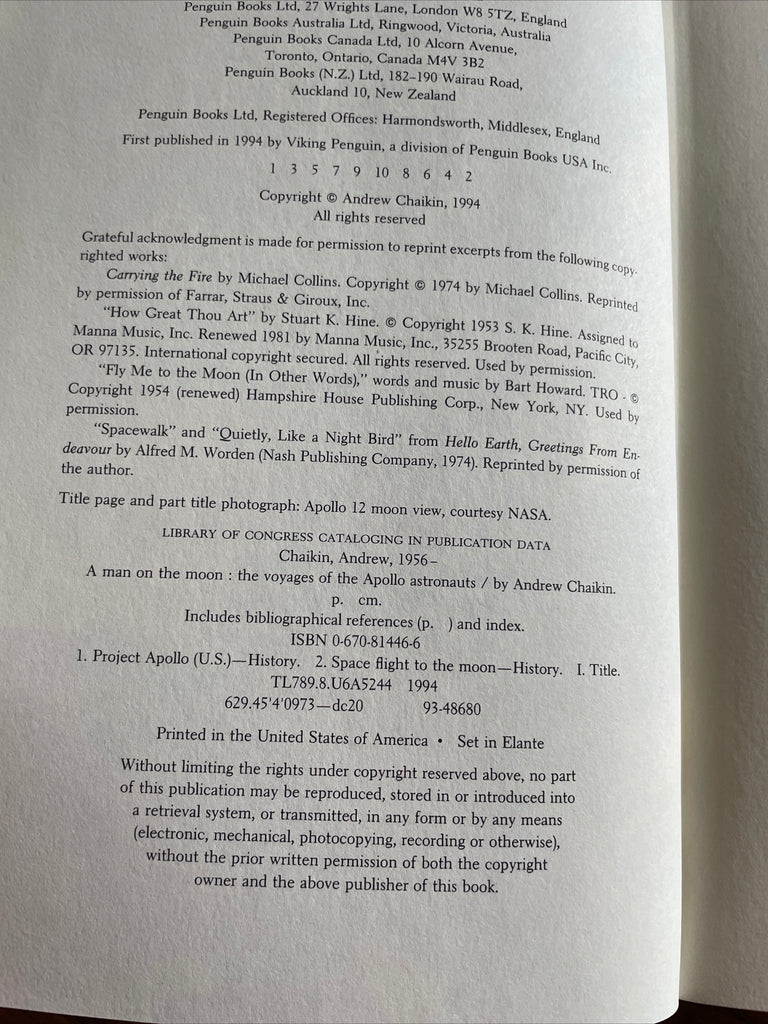 Penguin Books Ltd, 27 Wrights Lane, London W8 5TZ, England
Penguin Books Australia Ltd, Ringwood, Victoria, Australia
Penguin Books Canada Ltd, 10 Alcorn Avenue,
Toronto, Ontario, Canada M4V 3B2
Penguin Books (N.Z.) Ltd, 182–190 Wairau Road,
Auckland 10, New Zealand
Penguin Books Ltd, Registered Offices: Harmondsworth, Middlesex, England
First published in 1994 by Viking Penguin, a division of Penguin Books USA Inc.
1 3 5 7 9 10 8 6 4 2
Copyright © Andrew Chaikin, 1994
All rights reserved
Grateful acknowledgment is made for permission to reprint excerpts from the following copy-
righted works:
Carrying the Fire by Michael Collins. Copyright © 1974 by Michael Collins. Reprinted
by permission of Farrar, Straus & Giroux, Inc.
“How Great Thou Art” by Stuart K. Hine. © Copyright 1953 S. K. Hine. Assigned to
Manna Music, Inc. Renewed 1981 by Manna Music, Inc., 35255 Brooten Road, Pacific City,
OR 97135. International copyright secured. All rights reserved. Used by permission.
“Fly Me to the Moon (In Other Words),” words and music by Bart Howard. TRO - ©
Copyright 1954 (renewed) Hampshire House Publishing Corp., New York, NY. Used by
permission.
“Spacewalk” and “Quietly, Like a Night Bird” from Hello Earth, Greetings From En-
deavour by Alfred M. Worden (Nash Publishing Company, 1974). Reprinted by permission of
the author.
Title page and part title photograph: Apollo 12 moon view, courtesy NASA.
LIBRARY OF CONGRESS CATALOGING IN PUBLICATION DATA
Chaikin, Andrew, 1956–
A man on the moon : the voyages of the Apollo astronauts / by Andrew Chaikin.
p. cm.
Includes bibliographical references (p. ) and index.
ISBN 0-670-81446-6
1. Project Apollo (U.S.)—History. 2. Space flight to the moon—History. I. Title.
TL789.8.U6A5244 1994
629.45'4'0973—dc20 93-48680
Printed in the United States of America • Set in Elante
Without limiting the rights under copyright reserved above, no part
of this publication may be reproduced, stored in or introduced into
a retrieval system, or transmitted, in any form or by any means
(electronic, mechanical, photocopying, recording or otherwise),
without the prior written permission of both the copyright
owner and the above publisher of this book.